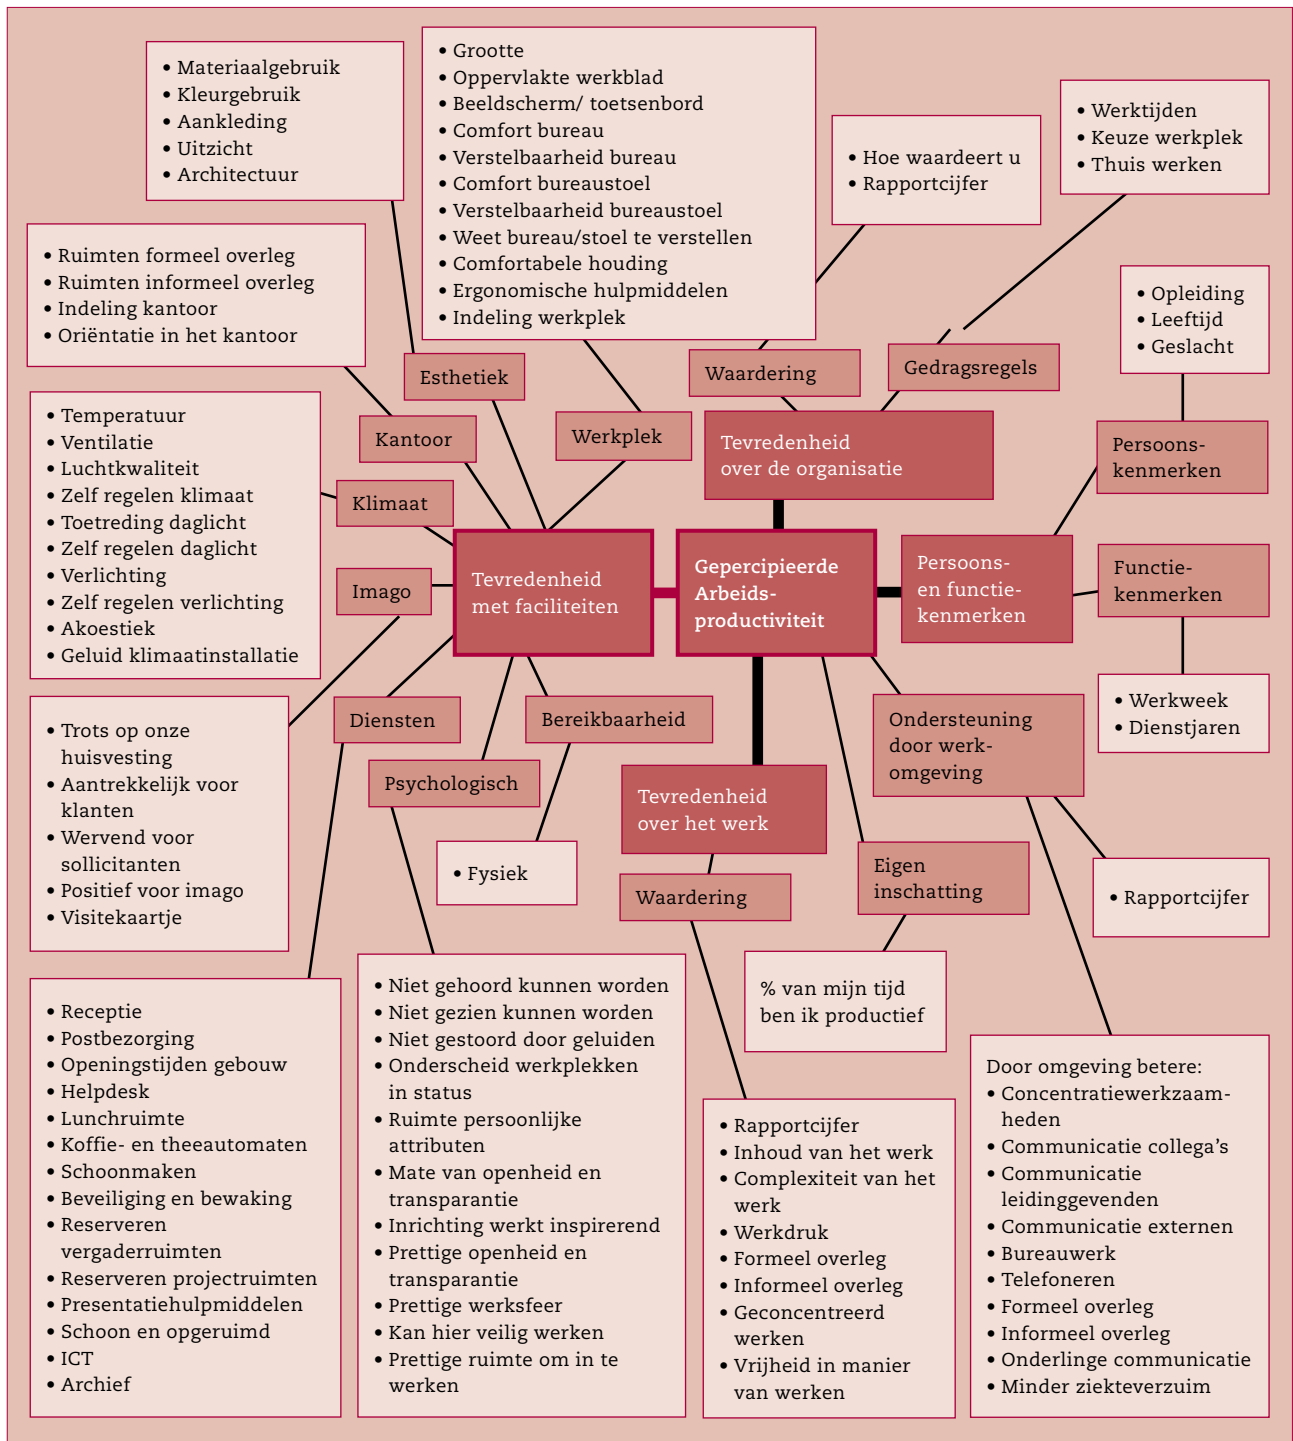 • Materiaalgebruik
• Kleurgebruik
• Aankleding
• Uitzicht
• Architectuur
• Grootte
• Oppervlakte werkblad
• Beeldscherm/ toetsenbord
• Comfort bureau
• Verstelbaarheid bureau
• Comfort bureaustoel
• Verstelbaarheid bureaustoel
• Weet bureau/stoel te verstellen
• Comfortabele houding
• Ergonomische hulpmiddelen
• Indeling werkplek
• Hoe waardeert u
• Rapportcijfer
• Werktijden
• Keuze werkplek
• Thuis werken
• Ruimten formeel overleg
• Ruimten informeel overleg
• Indeling kantoor
• Oriëntatie in het kantoor
• Opleiding
• Leeftijd
• Geslacht
Esthetiek
Waardering
Gedragsregels
Kantoor
Werkplek
Tevredenheid
over de organisatie
Persoons-
kenmerken
• Temperatuur
• Ventilatie
• Luchtkwaliteit
• Zelf regelen klimaat
• Toetreding daglicht
• Zelf regelen daglicht
• Verlichting
• Zelf regelen verlichting
• Akoestiek
• Geluid klimaatinstallatie
Klimaat
Imago
Tevredenheid
met faciliteiten
Gepercipieerde
Arbeids-
productiviteit
Persoons-
en functie-
kenmerken
Functie-
kenmerken
• Werkweek
• Dienstjaren
• Trots op onze
huisvesting
• Aantrekkelijk voor
klanten
• Wervend voor
sollicitanten
• Positief voor imago
• Visitekaartje
Diensten
Bereikbaarheid
Psychologisch
• Fysiek
Tevredenheid
over het werk
Waardering
Ondersteuning
door werk-
omgeving
Eigen
inschatting
• Rapportcijfer
% van mijn tijd
ben ik productief
• Receptie
• Postbezorging
• Openingstijden gebouw
• Helpdesk
• Lunchruimte
• Koffie- en theeautomaten
• Schoonmaken
• Beveiliging en bewaking
• Reserveren
vergaderruimten
• Reserveren projectruimten
• Presentatiehulpmiddelen
• Schoon en opgeruimd
• ICT
• Archief
• Niet gehoord kunnen worden
• Niet gezien kunnen worden
• Niet gestoord door geluiden
• Onderscheid werkplekken
in status
• Ruimte persoonlijke
attributen
• Mate van openheid en
transparantie
• Inrichting werkt inspirerend
• Prettige openheid en
transparantie
• Prettige werksfeer
• Kan hier veilig werken
• Prettige ruimte om in te
werken
• Rapportcijfer
• Inhoud van het werk
• Complexiteit van het
werk
• Werkdruk
• Formeel overleg
• Informeel overleg
• Geconcentreerd
werken
• Vrijheid in manier
van werken
Door omgeving betere:
• Concentratiewerkzaam-
heden
• Communicatie collega's
• Communicatie
leidinggevenden
• Communicatie externen
• Bureauwerk
• Telefoneren
• Formeel overleg
• Informeel overleg
• Onderlinge communicatie
• Minder ziekteverzuim